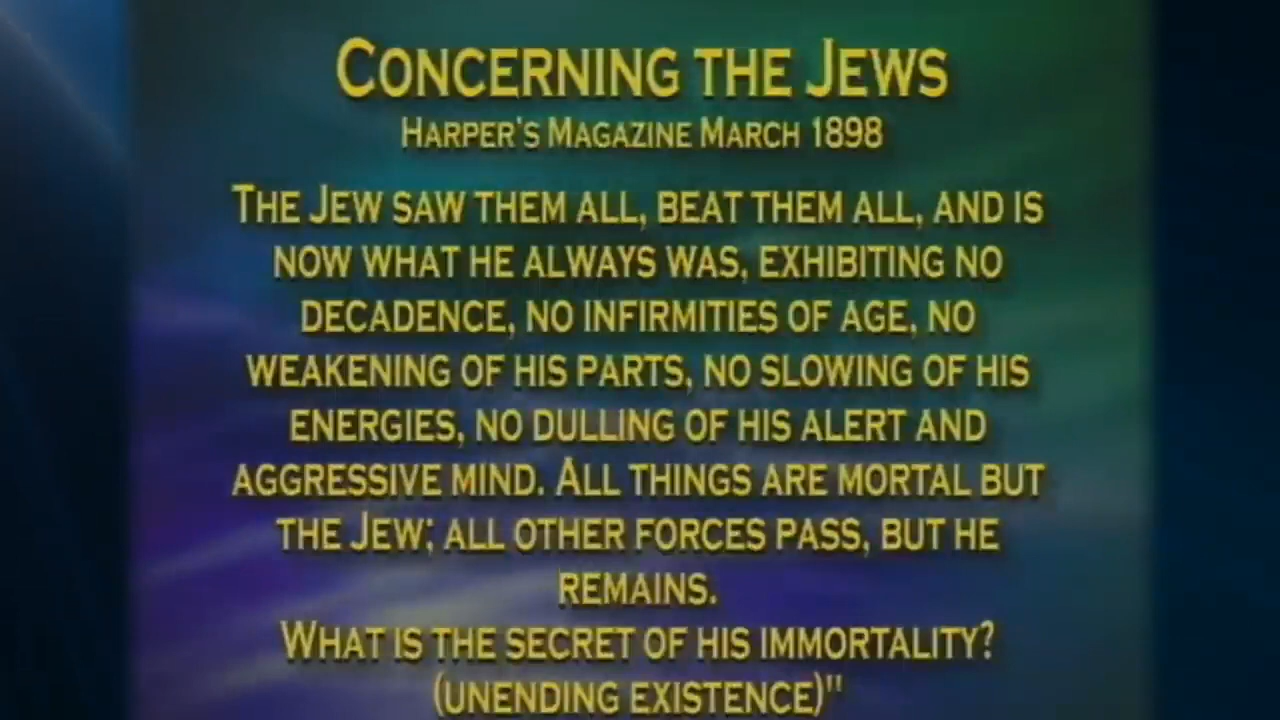 CONCERNING THE JEWS
HARPER'S MAGAZINE MARCH 1898
THE JEW SAW THEM ALL, BEAT THEM ALL, AND IS
NOW WHAT HE ALWAYS WAS, EXHIBITING NO
DECADENCE, NO INFIRMITIES OF AGE, NO
WEAKENING OF HIS PARTS, NO SLOWING OF HIS
ENERGIES, NO DULLING OF HIS ALERT AND
AGGRESSIVE MIND. ALL THINGS ARE MORTAL BUT
THE JEW; ALL OTHER FORCES PASS, BUT HE
REMAINS.
WHAT IS THE SECRET OF HIS IMMORTALITY?
(UNENDING EXISTENCE)"